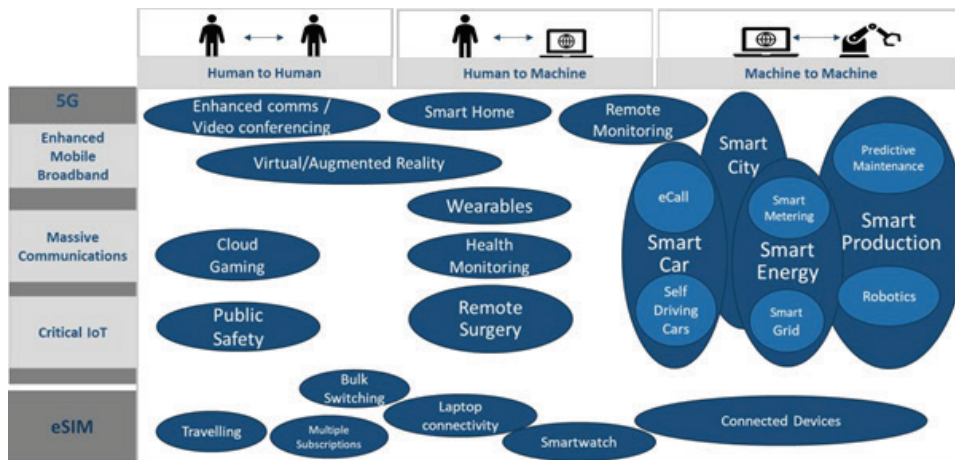 Human to Human
Human to Machine
Machine to Machine
5G
Enhanced
Mobile
Broadband
Massive
Communications
Critical IoT
eSIM
Enhanced comms /
Video conferencing
Smart Home
Remote
Monitoring
Virtual/Augmented Reality
Wearables
Cloud
Gaming
Health
Monitoring
Public
Safety
Remote
Surgery
Smart
City
eCall
Smart
Car
Self
Driving
Cars
Smart
Metering
Smart
Energy
Smart
Grid
Predictive
Maintenance
Smart
Production
Robotics
Bulk
Switching
Travelling
Multiple
Subscriptions
Laptop
connectivity
Smartwatch
Connected Devices